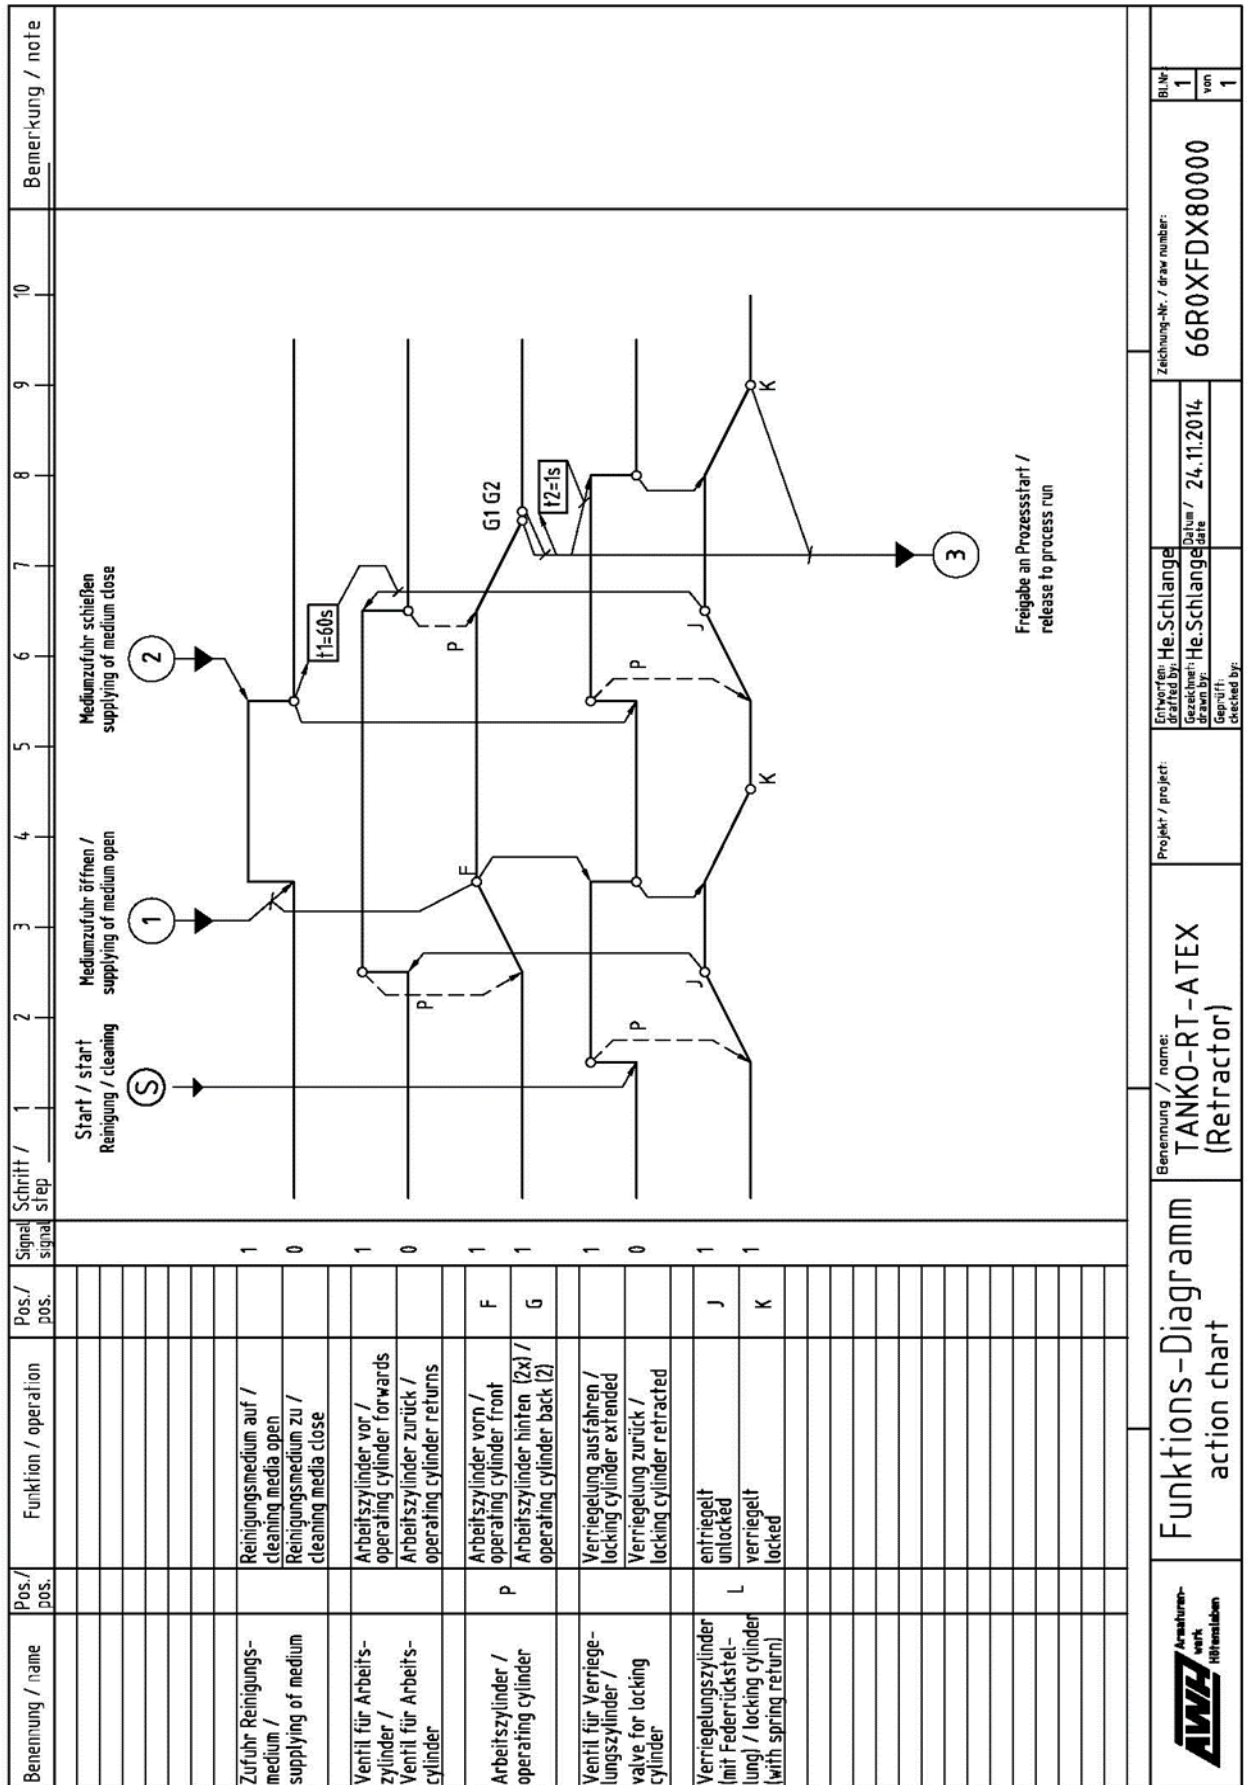 Benennung / name
Pos./
pos.
Funktion / operation
Pos./
pos.
Signal
signal
Schritt /
step
1
2
3
4
5
6
7
8
9
10
Bemerkung / note
Start / start
Reinigung / cleaning
S
Mediumzufuhr öffnen /
supplying of medium open
1
Mediumzufuhr schießen
supplying of medium close
2
Zufuhr Reinigungs-
medium /
supplying of medium
Reinigungsmedium auf /
cleaning media open
Reinigungsmedium zu /
cleaning media close
1
0
t1=60s
Ventil für Arbeits-
zylinder /
Ventil für Arbeits-
cylinder
Arbeitszylinder vor /
operating cylinder forwards
Arbeitszylinder zurück /
operating cylinder returns
1
0
P
P
Arbeitszylinder /
operating cylinder
P
Arbeitszylinder vorn /
operating cylinder front
Arbeitszylinder hinten (2x) /
operating cylinder back (2)
F
G
1
1
F
G1 G2
t2=1s
Ventil für Verriege-
lungszylinder /
valve for locking
cylinder
Verriegelung ausfahren /
locking cylinder extended
Verriegelung zurück /
locking cylinder retracted
1
0
P
P
Verriegelungszylinder
(mit Federrückstel-
lung) / locking cylinder
(with spring return)
L
entriegelt
unlocked
verriegelt
locked
J
K
1
1
J
K
J
K
3
Freigabe an Prozessstart /
release to process run
AWH
Armaturen-
werk
Hötensleben
Funktions-Diagramm
action chart
Benennung / name:
TANKO-RT-ATEX
(Retractor)
Projekt / project:
Entworfen: He.Schlange
drafted by:
Gezeichnet: He.Schlange
drawn by:
Geprüft:
ckecked by:
Datum / 24.11.2014
date
Zeichnung-Nr. / draw number:
66R0XFDX80000
Bl.Nr.:
1
von
1